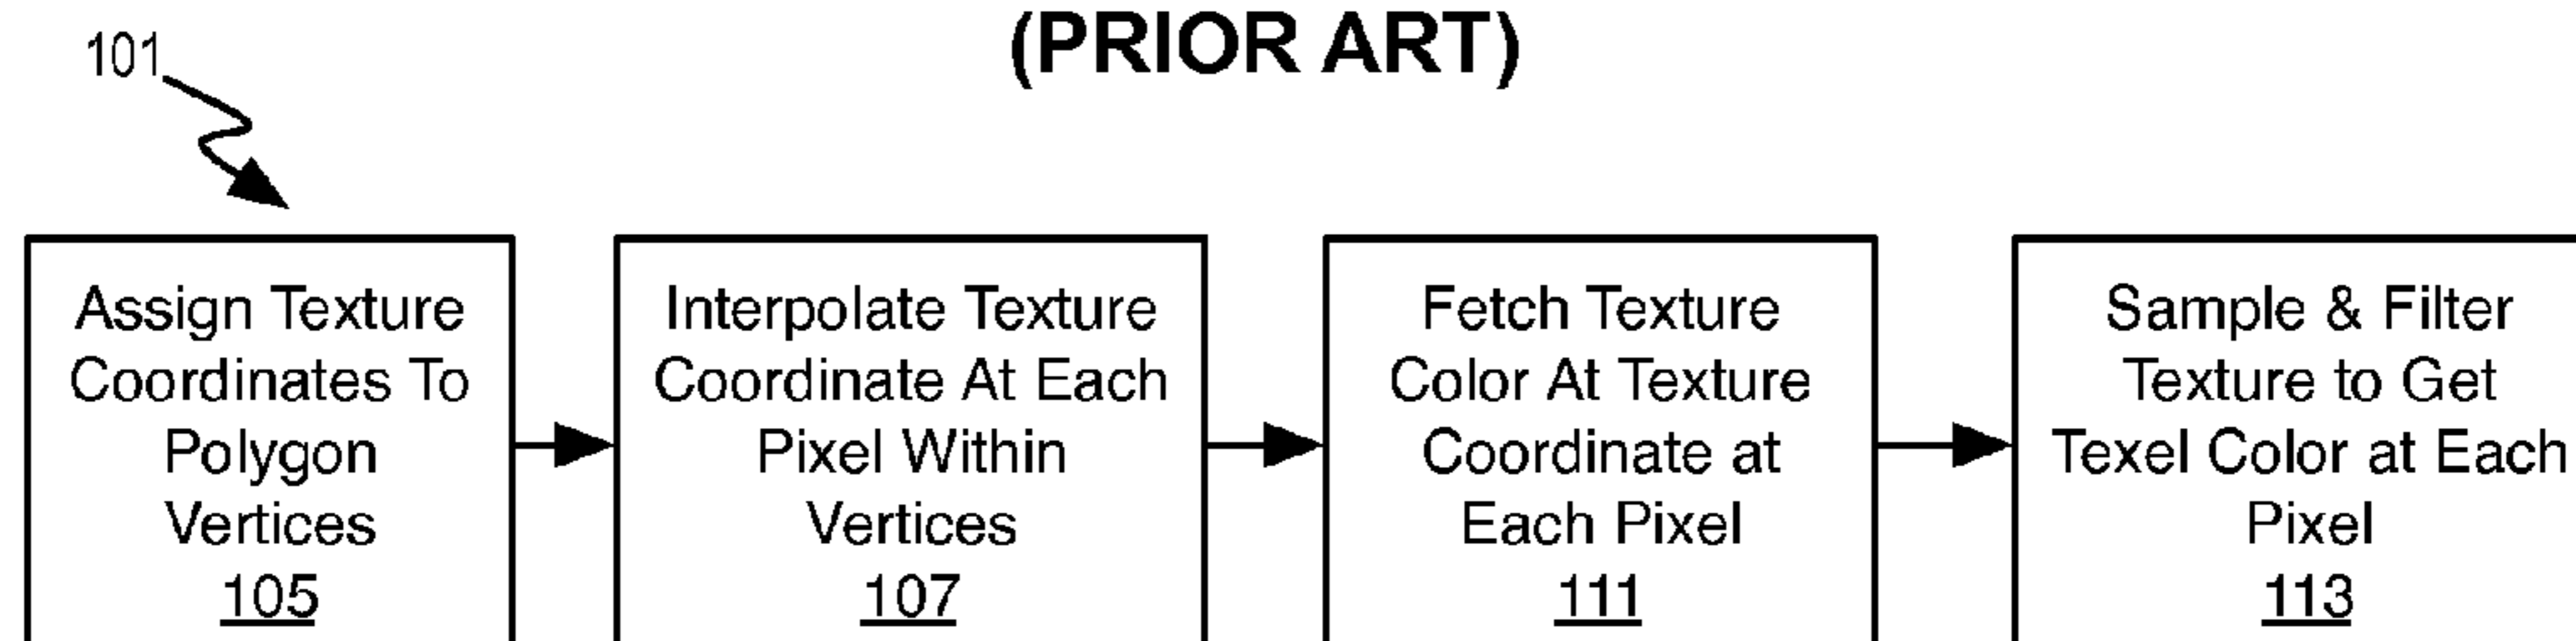 (PRIOR ART)
101
Assign Texture
Coordinates To
Polygon
Vertices
105
Interpolate Texture
Coordinate At Each
Pixel Within
Vertices
107
Fetch Texture
Color At Texture
Coordinate at
Each Pixel
111
Sample & Filter
Texture to Get
Texel Color at Each
Pixel
113